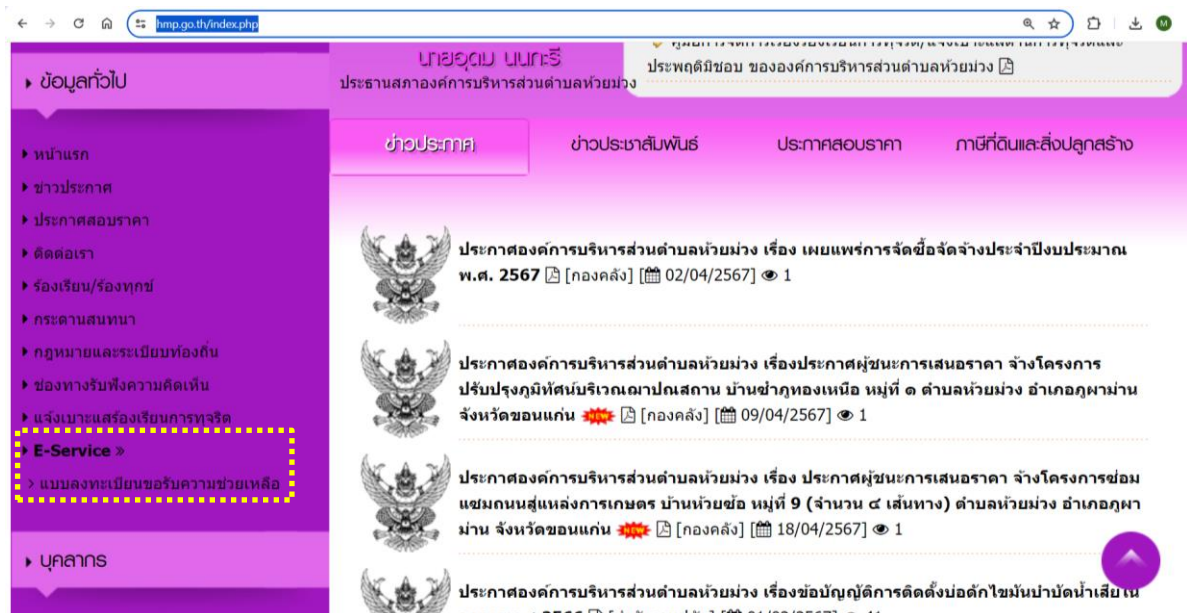 hmp.go.th/index.php
M
ข้อมูลทั่วไป
หน้าแรก
ข่าวประกาศ
ประกาศสอบราคา
ติดต่อเรา
ร้องเรียน/ร้องทุกข์
กระดานสนทนา
กฎหมายและระเบียบท้องถิ่น
ช่องทางรับฟังความคิดเห็น
แจ้งเบาะแสร้องเรียนการทุจริต
E-Service »
> แบบลงทะเบียนขอรับความช่วยเหลือ
บุคลากร
นายอุดม นนทะรี
ประธานสภาองค์การบริหารส่วนตำบลห้วยม่วง
ประพฤติมิชอบ ขององค์การบริหารส่วนตำบลห้วยม่วง
ข่าวประกาศ ข่าวประชาสัมพันธ์ ประกาศสอบราคา ภาษีที่ดินและสิ่งปลูกสร้าง
ประกาศองค์การบริหารส่วนตำบลห้วยม่วง เรื่อง เผยแพร่การจัดซื้อจัดจ้างประจำปีงบประมาณ
พ.ศ. 2567 [กองคลัง] [02/04/2567] 1
ประกาศองค์การบริหารส่วนตำบลห้วยม่วง เรื่องประกาศผู้ชนะการเสนอราคา จ้างโครงการ
ปรับปรุงภูมิทัศน์บริเวณฌาปณสถาน บ้านซำภูทองเหนือ หมู่ที่ ๑ ตำบลห้วยม่วง อำเภอภูผาม่าน
จังหวัดขอนแก่น NEW [กองคลัง] [09/04/2567] 1
ประกาศองค์การบริหารส่วนตำบลห้วยม่วง เรื่อง ประกาศผู้ชนะการเสนอราคา จ้างโครงการซ่อม
แซมถนนสู่แหล่งการเกษตร บ้านห้วยซ้อ หมู่ที่ 9 (จำนวน ๔ เส้นทาง) ตำบลห้วยม่วง อำเภอภูผา
ม่าน จังหวัดขอนแก่น NEW [กองคลัง] [18/04/2567] 1
ประกาศองค์การบริหารส่วนตำบลห้วยม่วง เรื่องข้อบัญญัติการติดตั้งบ่อดักไขมันบำบัดน้ำเสียใน